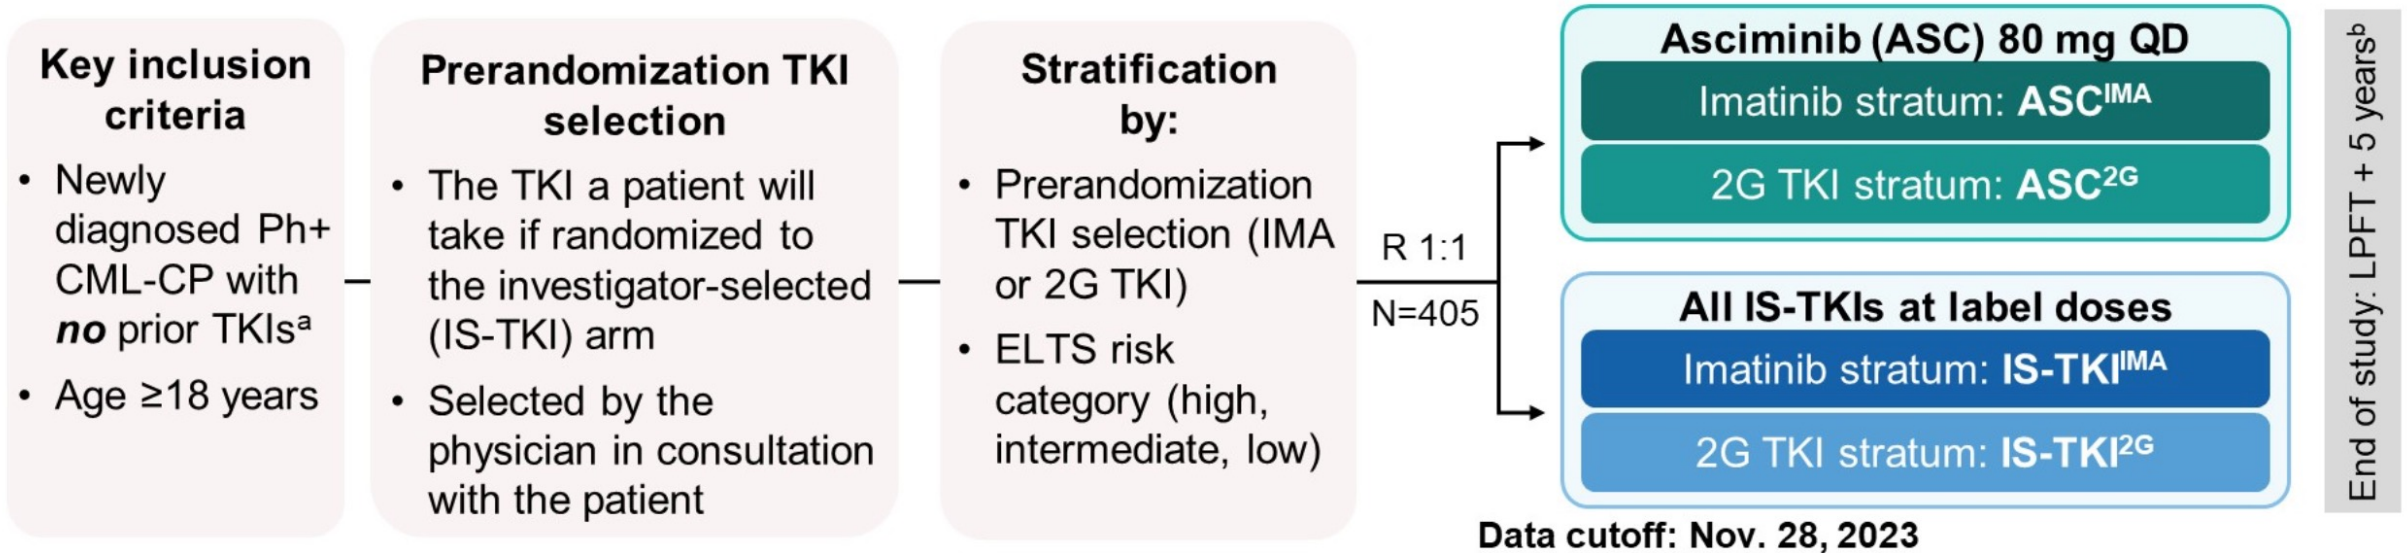 Key inclusion
criteria
• Newly
diagnosed Ph+
CML-CP with
no prior TKIsᵃ
• Age ≥18 years
Prerandomization TKI
selection
• The TKI a patient will
take if randomized to
the investigator-selected
(IS-TKI) arm
• Selected by the
physician in consultation
with the patient
Stratification
by:
• Prerandomization
TKI selection (IMA
or 2G TKI)
• ELTS risk
category (high,
intermediate, low)
R 1:1
N=405
Asciminib (ASC) 80 mg QD
Imatinib stratum: ASCᴵᴹᴬ
2G TKI stratum: ASC²ᴳ
All IS-TKIs at label doses
Imatinib stratum: IS-TKIᴵᴹᴬ
2G TKI stratum: IS-TKI²ᴳ
Data cutoff: Nov. 28, 2023
End of study: LPFT + 5 yearsᵇ